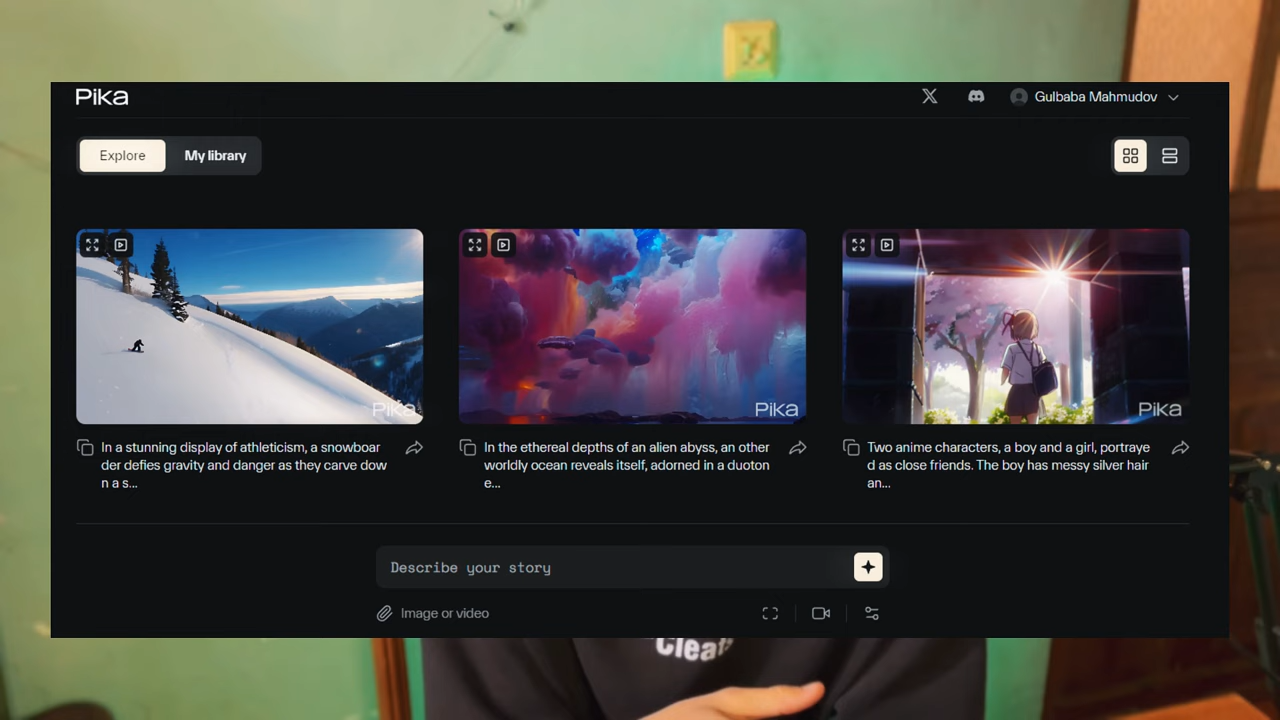 Pika
Gulbaba Mahmudov
Explore
My library
Pika
Pika
Pika
In a stunning display of athleticism, a snowboar
der defies gravity and danger as they carve dow
n a s...
In the ethereal depths of an alien abyss, an other
worldly ocean reveals itself, adorned in a duoton
e...
Two anime characters, a boy and a girl, portraye
d as close friends. The boy has messy silver hair
an...
Describe your story
Image or video